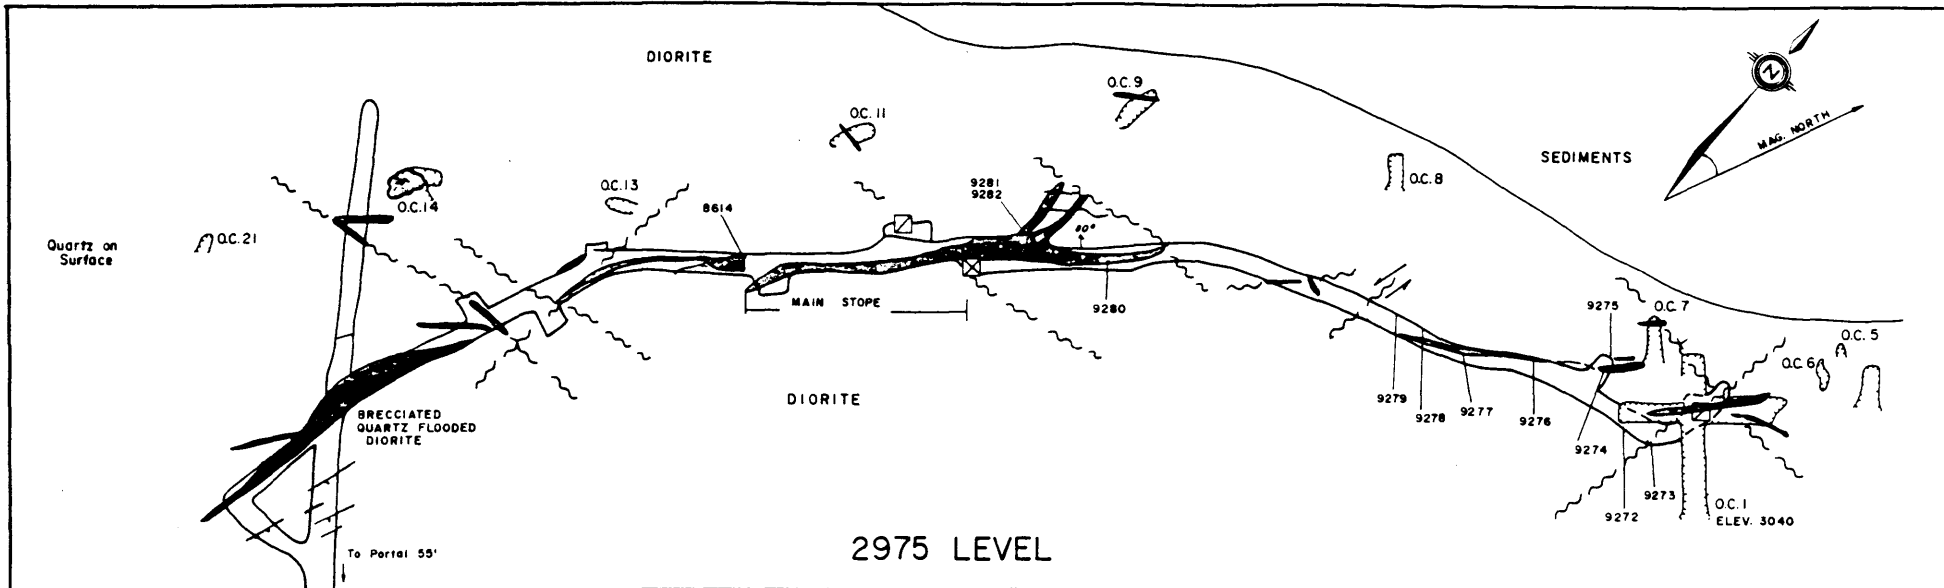 DIORITE
O.C. 9
O.C. 11
N
MAG. NORTH
SEDIMENTS
O.C. 8
O.C. 13
O.C. 14
9281
9282
8614
O.C. 21
Quartz on
Surface
80°
MAIN STOPE
9280
9275
O.C. 7
O.C. 5
O.C. 6
DIORITE
9279
9278
9277
9276
BRECCIATED
QUARTZ FLOODED
DIORITE
9274
9273
9272
O.C. 1
ELEV. 3040
To Portal 55'
2975 LEVEL